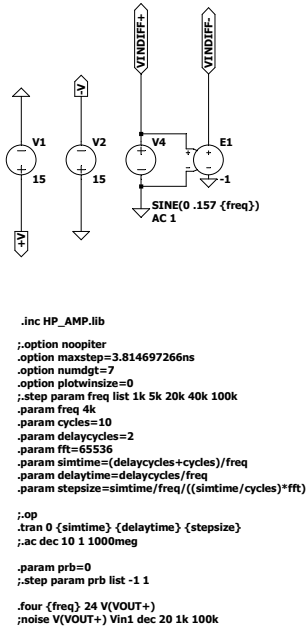 VINDIFF+
VINDIFF-
-V
V1
V2
V4
E1
15
15
-1
SINE(0 .157 {freq})
AC 1
+V
.inc HP_AMP.lib
;.option noopiter
.option maxstep=3.814697266ns
.option numdgt=7
.option plotwinsize=0
;.step param freq list 1k 5k 20k 40k 100k
.param freq 4k
.param cycles=10
.param delaycycles=2
.param fft=65536
.param simtime=(delaycycles+cycles)/freq
.param delaytime=delaycycles/freq
.param stepsize=simtime/freq/((simtime/cycles)*fft)
;.op
.tran 0 {simtime} {delaytime} {stepsize}
;.ac dec 10 1 1000meg
.param prb=0
;.step param prb list -1 1
.four {freq} 24 V(VOUT+)
;noise V(VOUT+) Vin1 dec 20 1k 100k